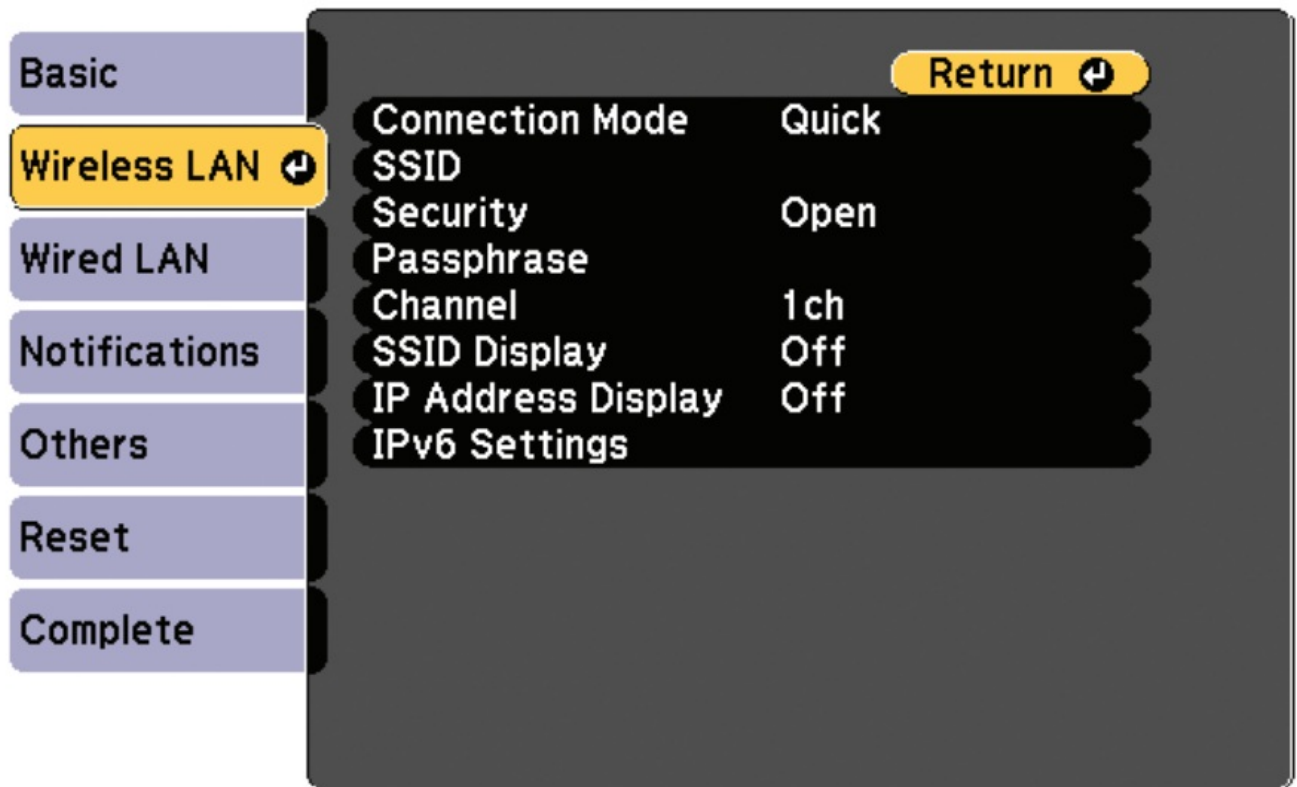 Basic
Wireless LAN
Wired LAN
Notifications
Others
Reset
Complete
Return
Connection Mode Quick
SSID
Security Open
Passphrase
Channel 1ch
SSID Display Off
IP Address Display Off
IPv6 Settings